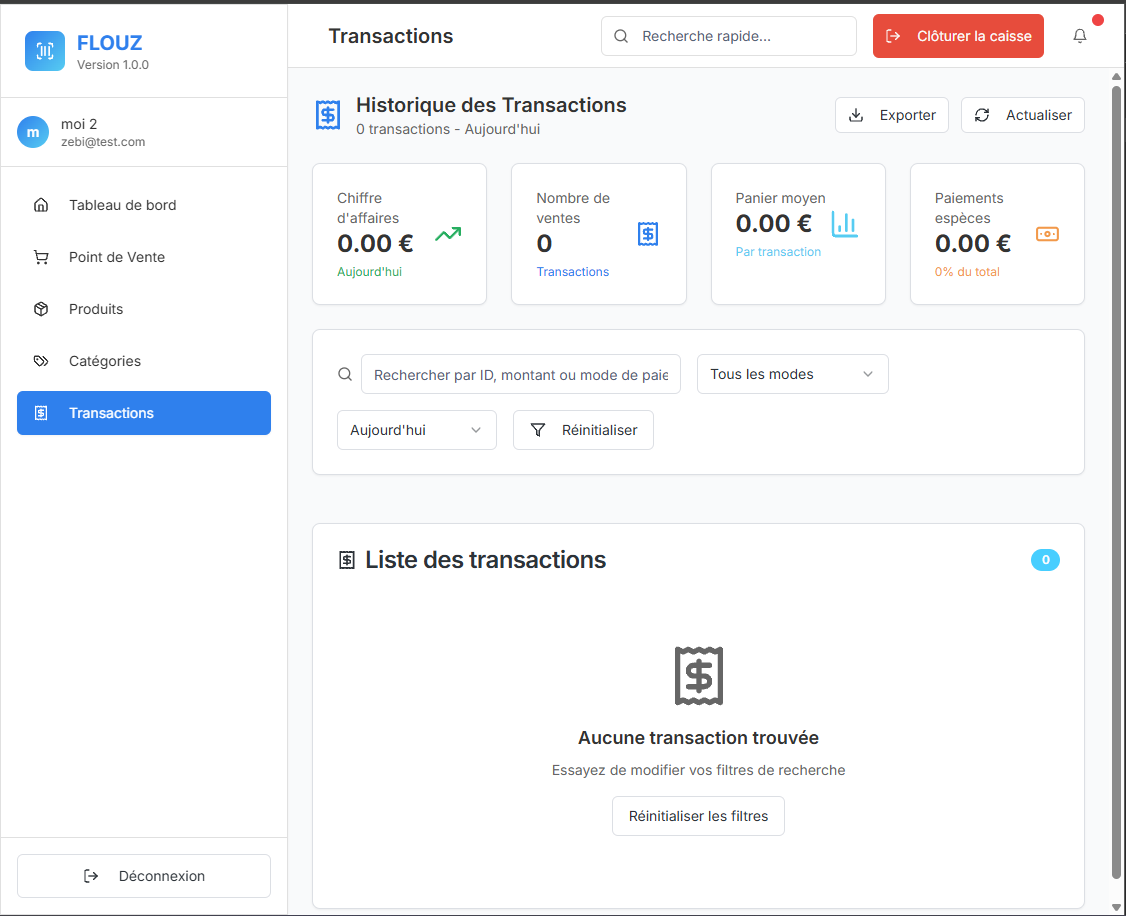 FLOUZ
Version 1.0.0
m
moi 2
zebi@test.com
Tableau de bord
Point de Vente
Produits
Catégories
Transactions
Déconnexion
Transactions
Recherche rapide...
Clôturer la caisse
Historique des Transactions
0 transactions - Aujourd'hui
Exporter
Actualiser
Chiffre
d'affaires
0.00 €
Aujourd'hui
Nombre de
ventes
0
Transactions
Panier moyen
0.00 €
Par transaction
Paiements
espèces
0.00 €
0% du total
Rechercher par ID, montant ou mode de paie
Tous les modes
Aujourd'hui
Réinitialiser
Liste des transactions
0
Aucune transaction trouvée
Essayez de modifier vos filtres de recherche
Réinitialiser les filtres